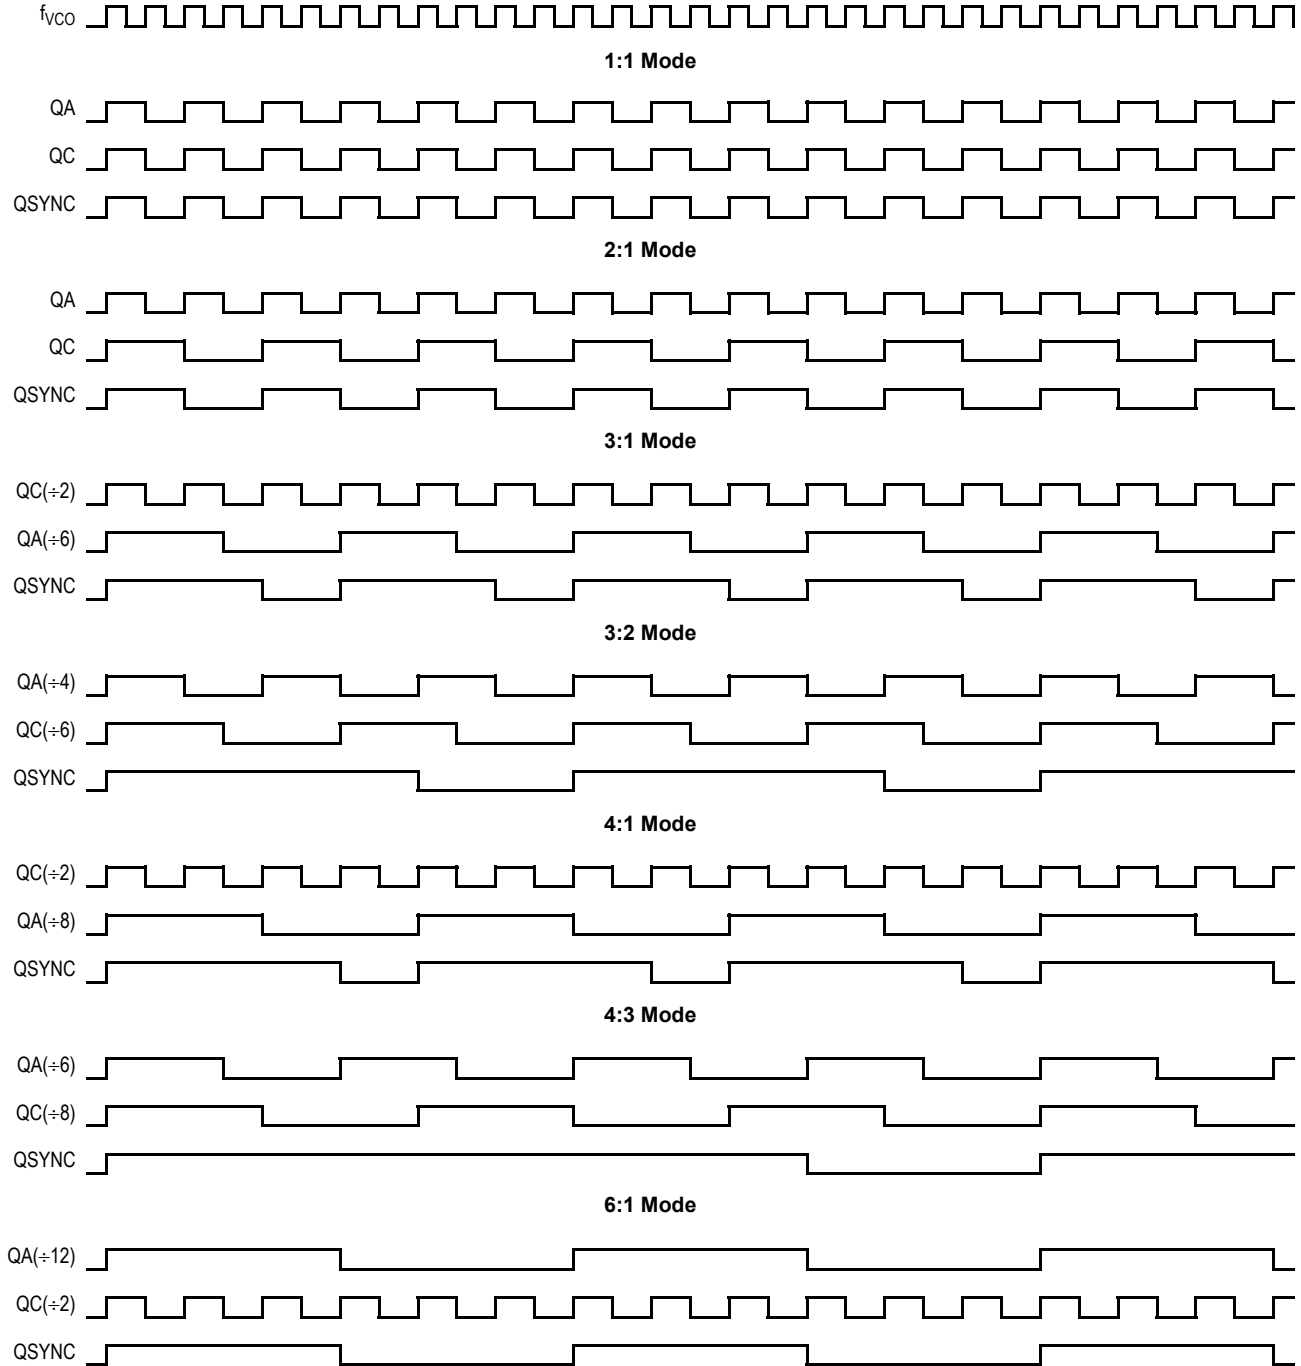 fVCO
1:1 Mode
QA
QC
QSYNC
2:1 Mode
QA
QC
QSYNC
3:1 Mode
QC(÷2)
QA(÷6)
QSYNC
3:2 Mode
QA(÷4)
QC(÷6)
QSYNC
4:1 Mode
QC(÷2)
QA(÷8)
QSYNC
4:3 Mode
QA(÷6)
QC(÷8)
QSYNC
6:1 Mode
QA(÷12)
QC(÷2)
QSYNC